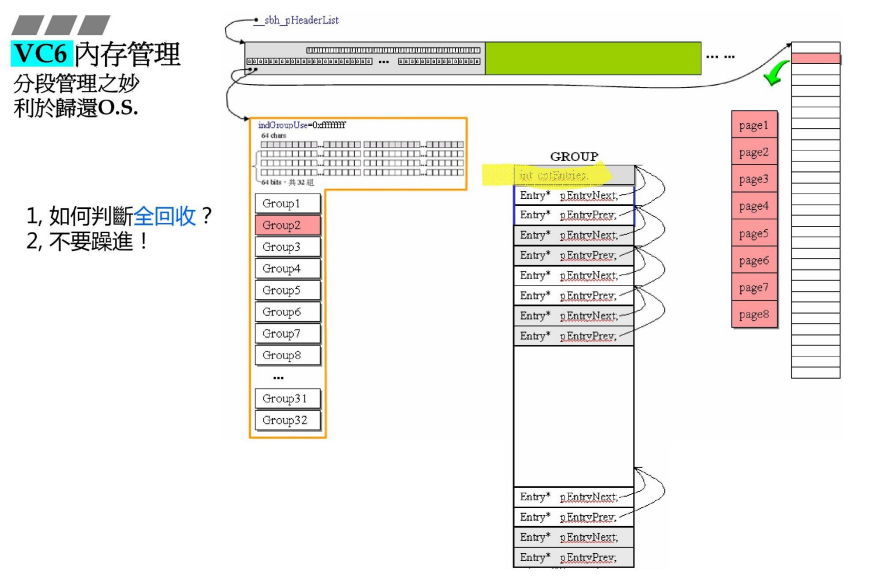 VC6 內存管理
分段管理之妙
利於歸還O.S.
1, 如何判斷全回收？
2, 不要躁進！
__sbh_pHeaderList
... ...
...
indGroupUse=0xffffffff
64 chars
64 bits，共 32 組
Group1
Group2
Group3
Group4
Group5
Group6
Group7
Group8
...
Group31
Group32
GROUP
int cntEntries;
Entry* pEntryNext;
Entry* pEntryPrev;
Entry* pEntryNext;
Entry* pEntryPrev;
Entry* pEntryNext;
Entry* pEntryPrev;
Entry* pEntryNext;
Entry* pEntryPrev;
Entry* pEntryNext;
Entry* pEntryPrev;
Entry* pEntryNext;
Entry* pEntryPrev;
page1
page2
page3
page4
page5
page6
page7
page8